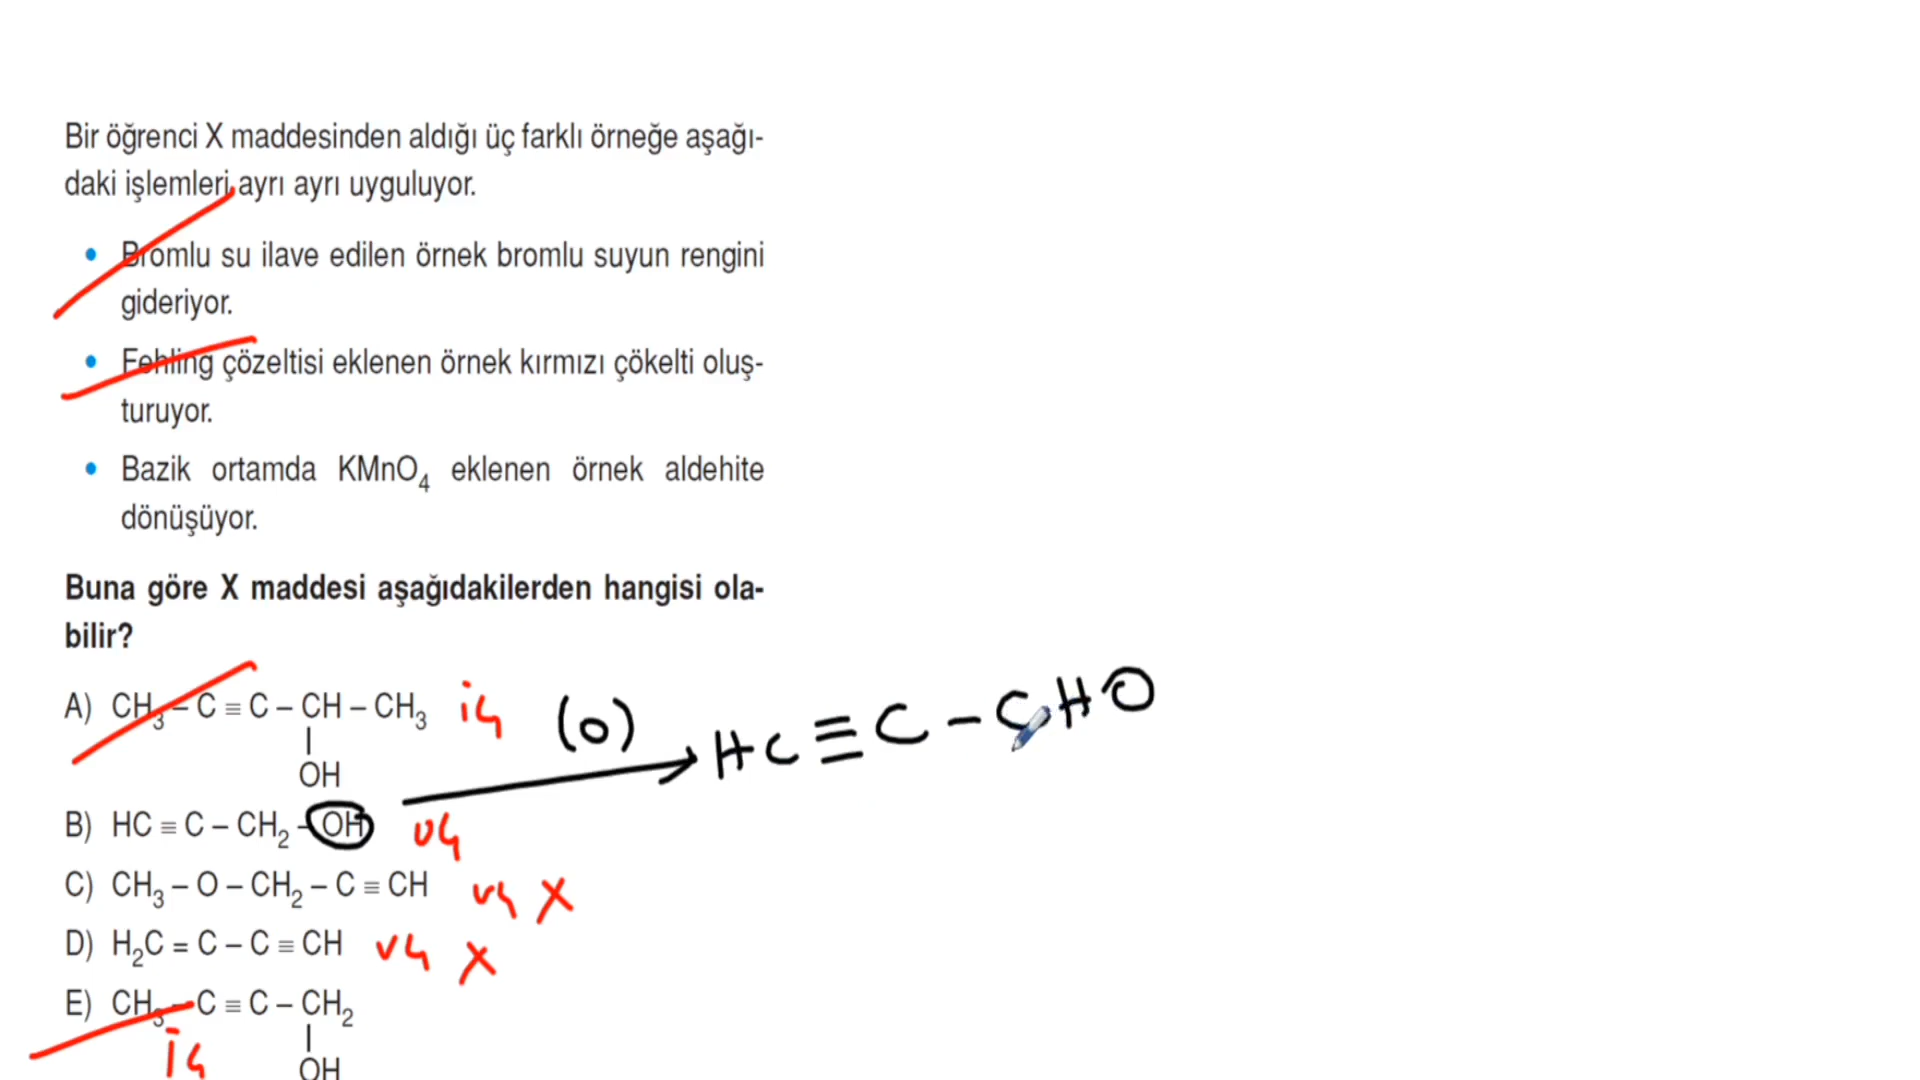 Bir öğrenci X maddesinden aldığı üç farklı örneğe aşağı-
daki işlemleri ayrı ayrı uyguluyor.
• Bromlu su ilave edilen örnek bromlu suyun rengini
gideriyor.
• Fehling çözeltisi eklenen örnek kırmızı çökelti oluş-
turuyor.
• Bazik ortamda KMnO₄ eklenen örnek aldehite
dönüşüyor.
Buna göre X maddesi aşağıdakilerden hangisi ola-
bilir?
A) CH₃ – C ≡ C – CH – CH₃ iç
OH
(O) HC ≡ C – CHO
B) HC ≡ C – CH₂ – OH uç
C) CH₃ – O – CH₂ – C ≡ CH uç X
D) H₂C = C – C ≡ CH uç X
E) CH₃ – C ≡ C – CH₂
iç
OH